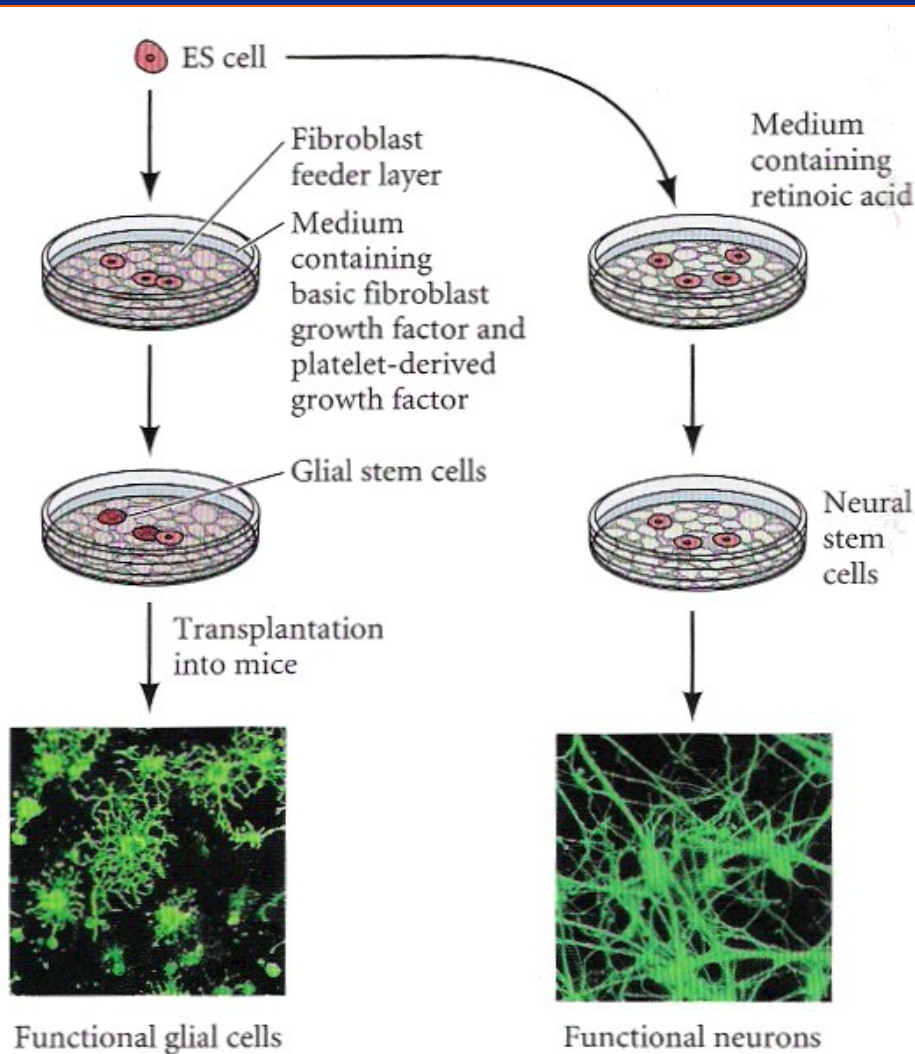 ES cell
Fibroblast
feeder layer
Medium
containing
basic fibroblast
growth factor and
platelet-derived
growth factor
Medium
containing
retinoic acid
Glial stem cells
Neural
stem
cells
Transplantation
into mice
Functional glial cells
Functional neurons